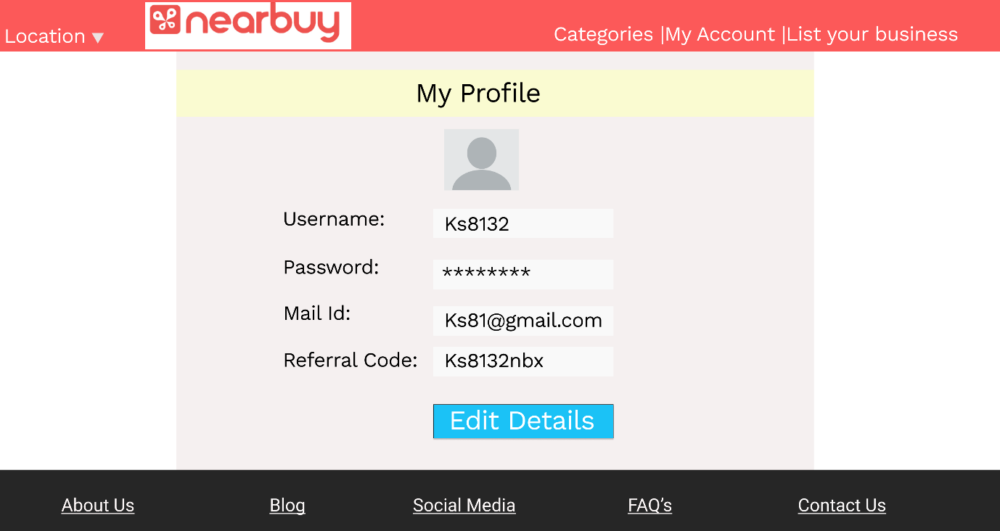 Location ▼
nearbuy
Categories |My Account |List your business
My Profile
Username: Ks8132
Password: ********
Mail Id: Ks81@gmail.com
Referral Code: Ks8132nbx
Edit Details
About Us Blog Social Media FAQ’s Contact Us